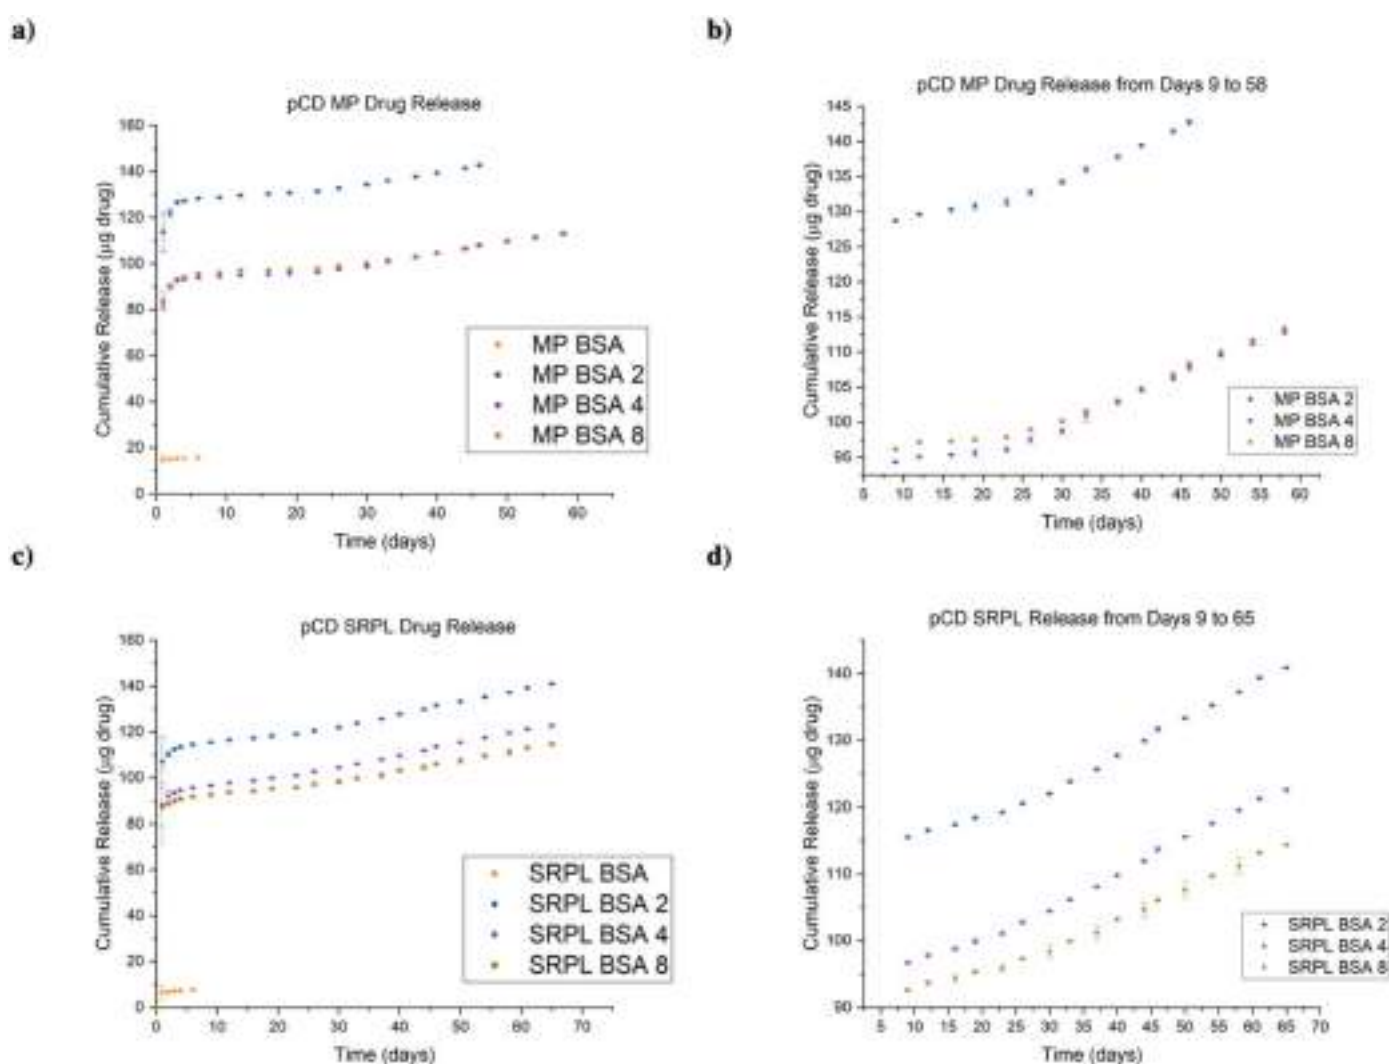 a)
pCD MP Drug Release
Cumulative Release (µg drug)
160
140
120
100
80
60
40
20
0
MP BSA
MP BSA 2
MP BSA 4
MP BSA 8
0 10 20 30 40 50 60
Time (days)
b)
pCD MP Drug Release from Days 9 to 58
Cumulative Release (µg drug)
145
140
135
130
125
120
115
110
105
100
95
MP BSA 2
MP BSA 4
MP BSA 8
5 10 15 20 25 30 35 40 45 50 55 60
Time (days)
c)
pCD SRPL Drug Release
Cumulative Release (µg drug)
160
140
120
100
80
60
40
20
0
SRPL BSA
SRPL BSA 2
SRPL BSA 4
SRPL BSA 8
0 10 20 30 40 50 60 70
Time (days)
d)
pCD SRPL Release from Days 9 to 65
Cumulative Release (µg drug)
140
130
120
110
100
90
SRPL BSA 2
SRPL BSA 4
SRPL BSA 8
5 10 15 20 25 30 35 40 45 50 55 60 65 70
Time (days)